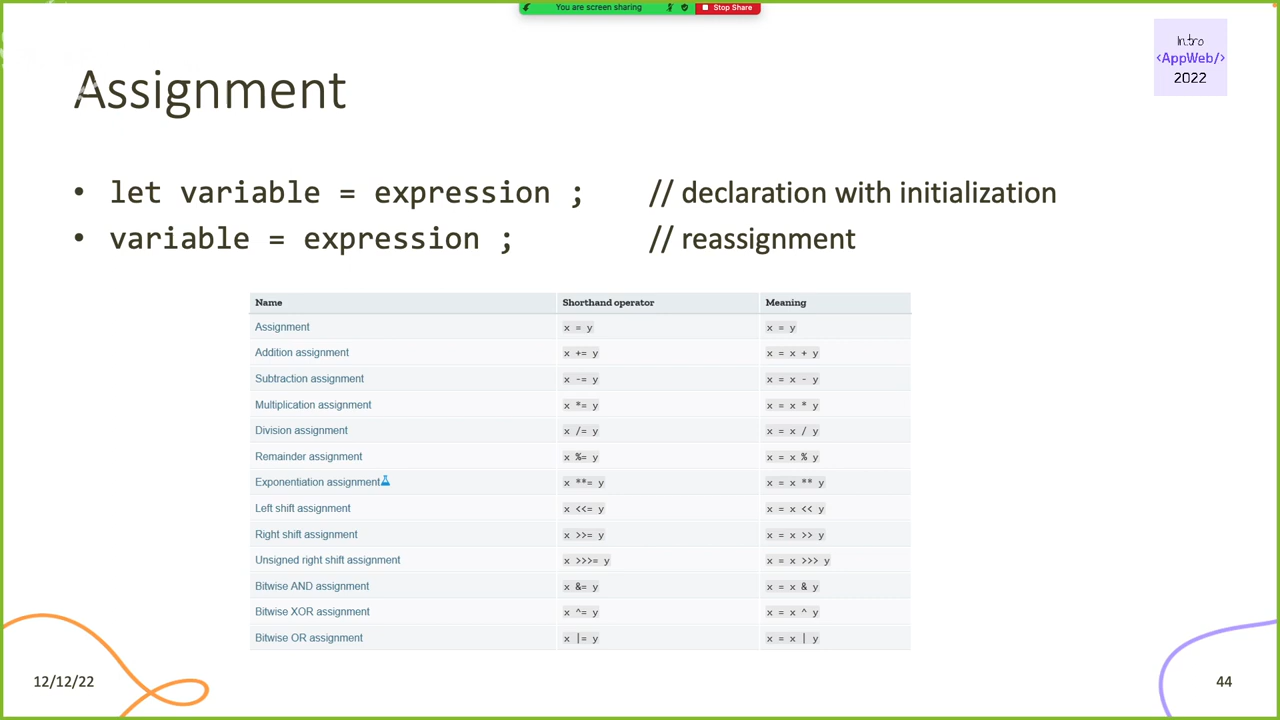 You are screen sharing Stop Share
Intro
<AppWeb/>
2022
Assignment
• let variable = expression ; // declaration with initialization
• variable = expression ; // reassignment
Name Shorthand operator Meaning
Assignment x = y x = y
Addition assignment x += y x = x + y
Subtraction assignment x -= y x = x - y
Multiplication assignment x *= y x = x * y
Division assignment x /= y x = x / y
Remainder assignment x %= y x = x % y
Exponentiation assignment x **= y x = x ** y
Left shift assignment x <<= y x = x << y
Right shift assignment x >>= y x = x >> y
Unsigned right shift assignment x >>>= y x = x >>> y
Bitwise AND assignment x &= y x = x & y
Bitwise XOR assignment x ^= y x = x ^ y
Bitwise OR assignment x |= y x = x | y
12/12/22 44